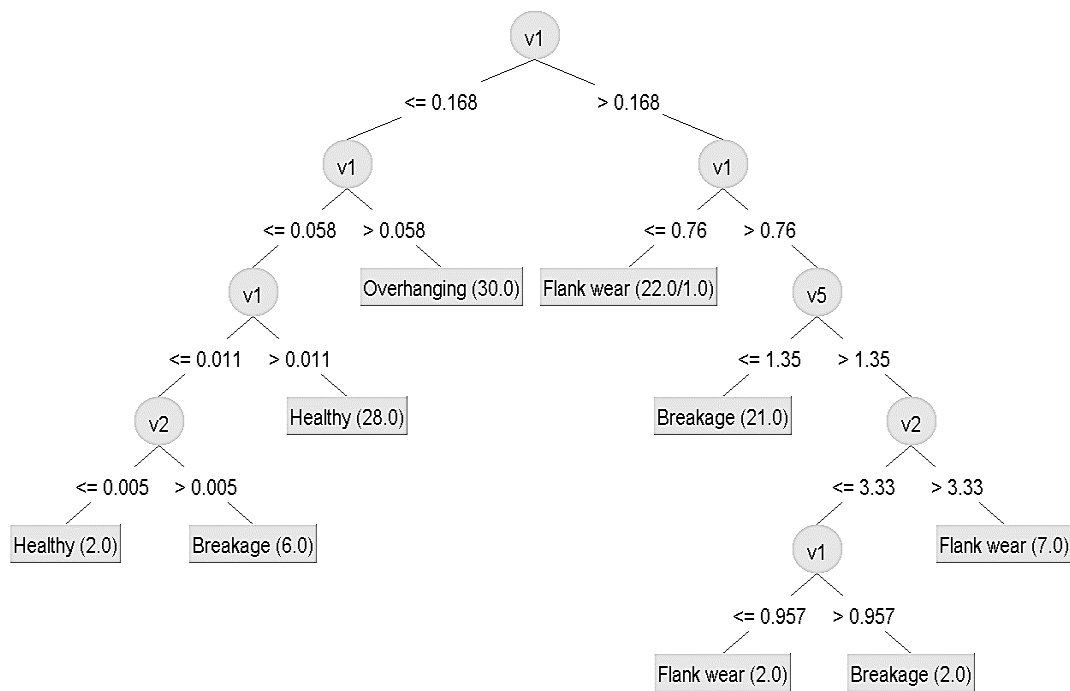 v1
<= 0.168 > 0.168
v1 v1
<= 0.058 > 0.058 <= 0.76 > 0.76
v1 Overhanging (30.0) Flank wear (22.0/1.0) v5
<= 0.011 > 0.011 <= 1.35 > 1.35
v2 Healthy (28.0) Breakage (21.0) v2
<= 0.005 > 0.005 <= 3.33 > 3.33
Healthy (2.0) Breakage (6.0) v1 Flank wear (7.0)
<= 0.957 > 0.957
Flank wear (2.0) Breakage (2.0)